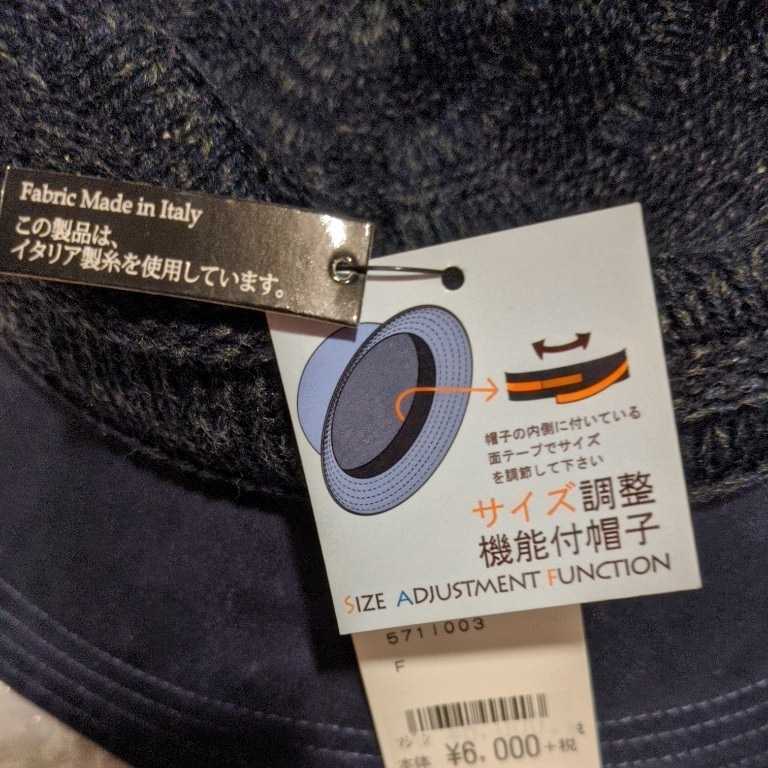 Fabric Made in Italy
この製品は、
イタリア製糸を使用しています。
帽子の内側に付いている
面テープでサイズ
を調節して下さい
サイズ調整
機能付帽子
SIZE ADJUSTMENT FUNCTION
5711003
F
本体 ¥6,000+税